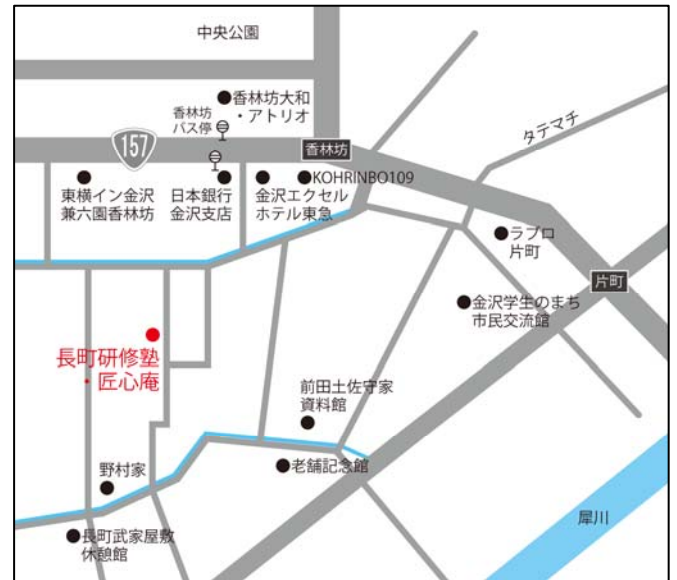 中央公園
香林坊大和
・アトリオ
香林坊
バス停
157
香林坊
タテマチ
東横イン金沢
兼六園香林坊
日本銀行
金沢支店
金沢エクセル
ホテル東急
KOHRINBO109
ラブロ
片町
片町
金沢学生のまち
市民交流館
長町研修塾
・匠心庵
前田土佐守家
資料館
老舗記念館
野村家
長町武家屋敷
休憩館
犀川